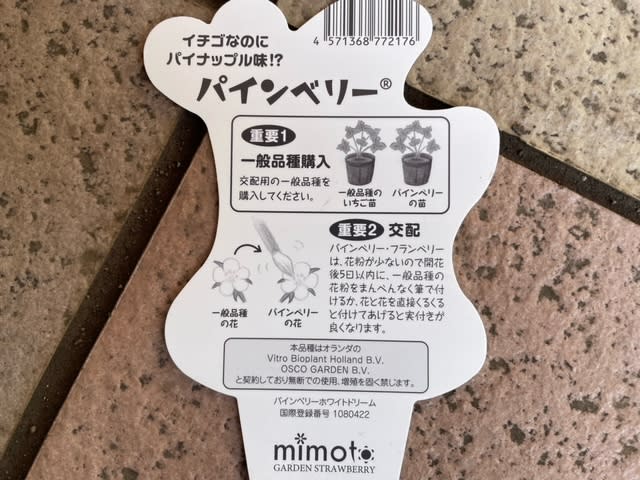 4 571368 772176
イチゴなのに
パイナップル味!?
パインベリー®
重要1
一般品種購入
交配用の一般品種を
購入してください。
一般品種の
いちご苗
パインベリー
の苗
重要2 交配
パインベリー・フランベリー
は、花粉が少ないので開花
後5日以内に、一般品種の
花粉をまんべんなく筆で付
けるか、花と花を直接くるくる
と付けてあげると実付きが
良くなります。
一般品種
の花
パインベリー
の花
本品種はオランダの
Vitro Bioplant Holland B.V.
OSCO GARDEN B.V.
と契約しており無断での使用、増殖を固く禁じます。
パインベリーホワイトドリーム
国際登録番号 1080422
mimoto
GARDEN STRAWBERRY